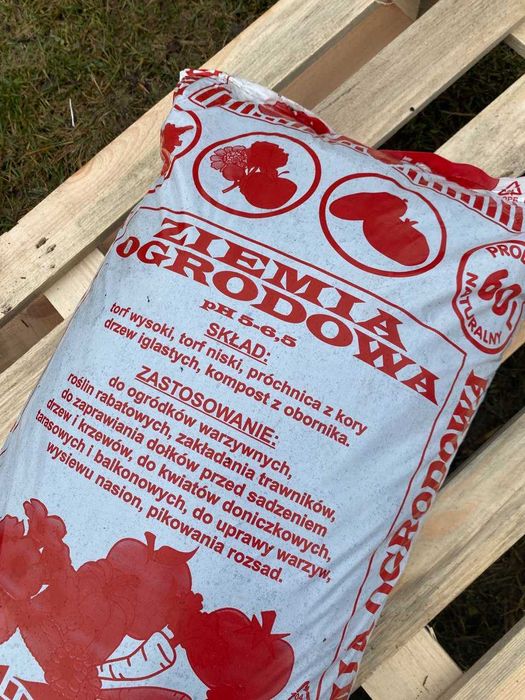 ZIEMIA
OGRODOWA
pH 5-6,5
SKŁAD:
torf wysoki, torf niski, próchnica z kory
drzew iglastych, kompost z obornika.
ZASTOSOWANIE:
do ogródków warzywnych,
roślin rabatowych, zakładania trawników,
do zaprawiania dołków przed sadzeniem
drzew i krzewów, do kwiatów doniczkowych,
tarasowych i balkonowych, do uprawy warzyw,
wysiewu nasion, pikowania rozsad.
60L
NATURALNY
OGRODOWA